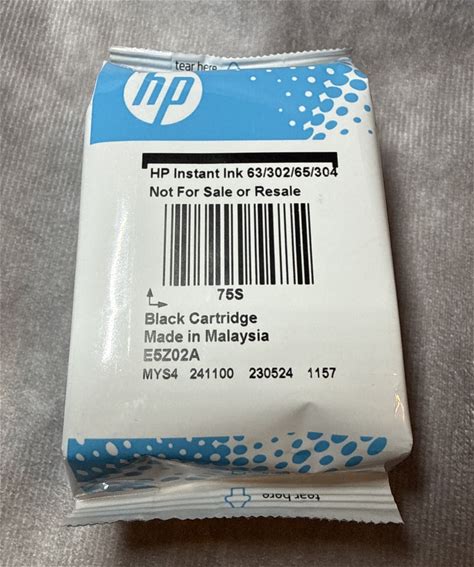 tear here
hp
HP Instant Ink 63/302/65/304
Not For Sale or Resale
75S
Black Cartridge
Made in Malaysia
E5Z02A
MYS4 241100 230524 1157
tear here